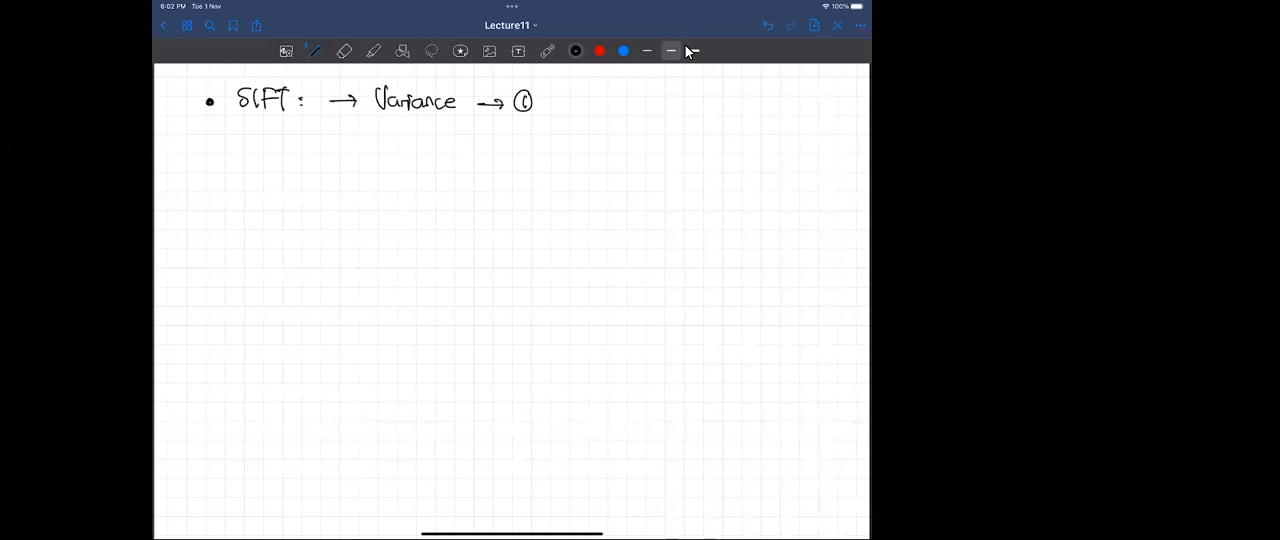 6:02 PM Tue 1 Nov 100%
Lecture11
• SIFT: → Variance → ①